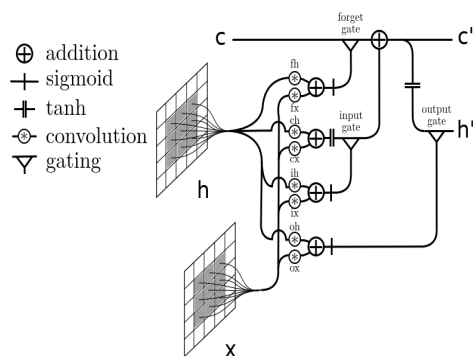 addition
sigmoid
tanh
convolution
gating
c
forget
gate
c'
fh
fx
ch
cx
input
gate
output
gate
h'
h
ih
ix
oh
ox
x